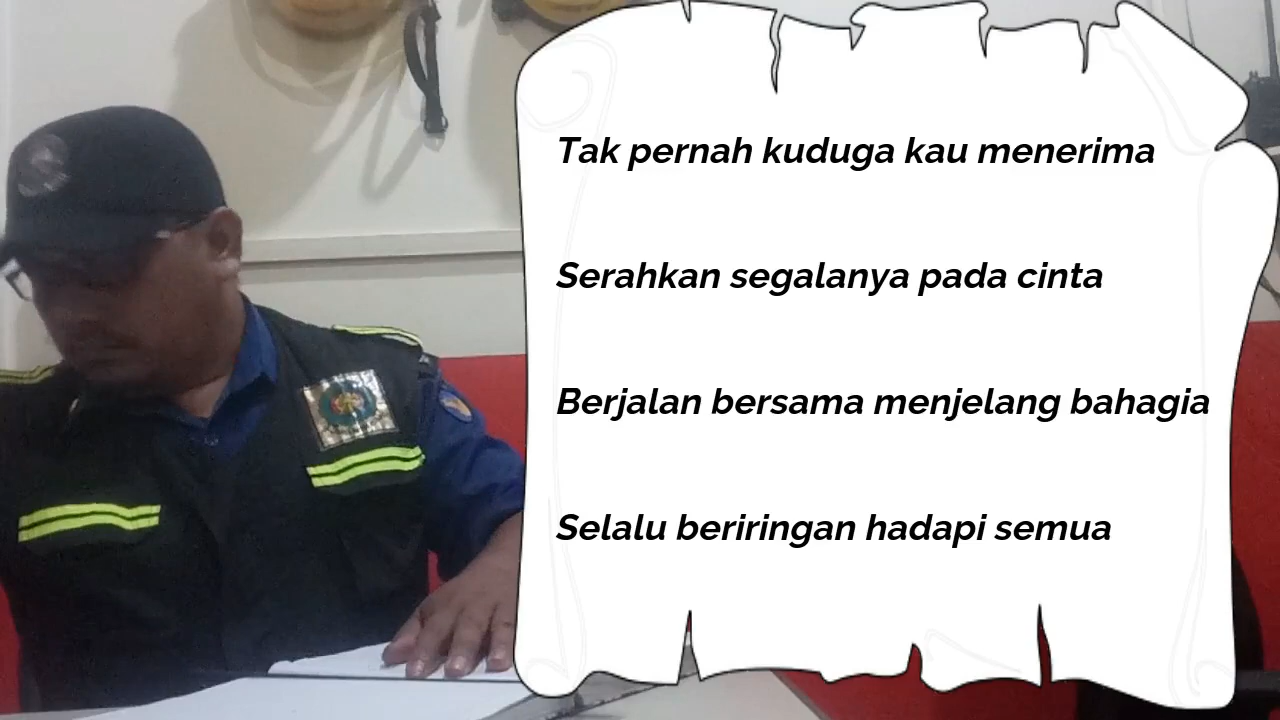 Tak pernah kuduga kau menerima
Serahkan segalanya pada cinta
Berjalan bersama menjelang bahagia
Selalu beriringan hadapi semua